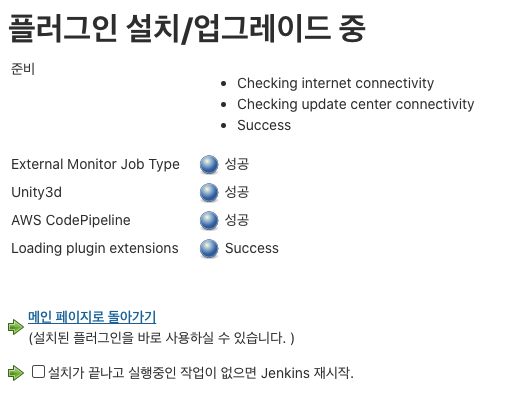 플러그인 설치/업그레이드 중
준비
Checking internet connectivity
Checking update center connectivity
Success
External Monitor Job Type 성공
Unity3d 성공
AWS CodePipeline 성공
Loading plugin extensions Success
메인 페이지로 돌아가기
(설치된 플러그인을 바로 사용하실 수 있습니다. )
설치가 끝나고 실행중인 작업이 없으면 Jenkins 재시작.